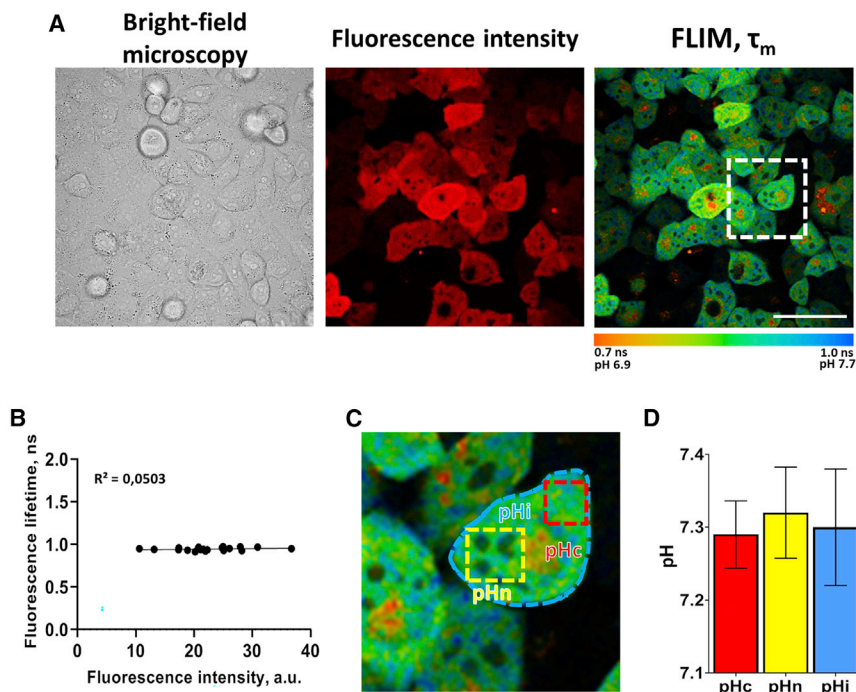 A
Bright-field
microscopy
Fluorescence intensity
FLIM, τm
0.7 ns
pH 6.9
1.0 ns
pH 7.7
B
Fluorescence lifetime, ns
2.0
1.5
1.0
0.5
0.0
R² = 0,0503
0 10 20 30 40
Fluorescence intensity, a.u.
C
pHi
pHc
pHn
D
pH
7.4
7.3
7.2
7.1
pHc pHn pHi